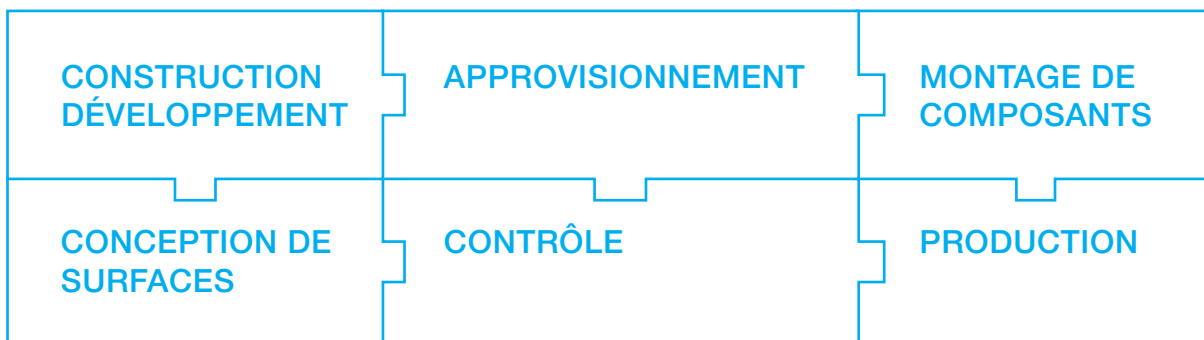 CONSTRUCTION
DÉVELOPPEMENT
APPROVISIONNEMENT
MONTAGE DE
COMPOSANTS
CONCEPTION DE
SURFACES
CONTRÔLE
PRODUCTION